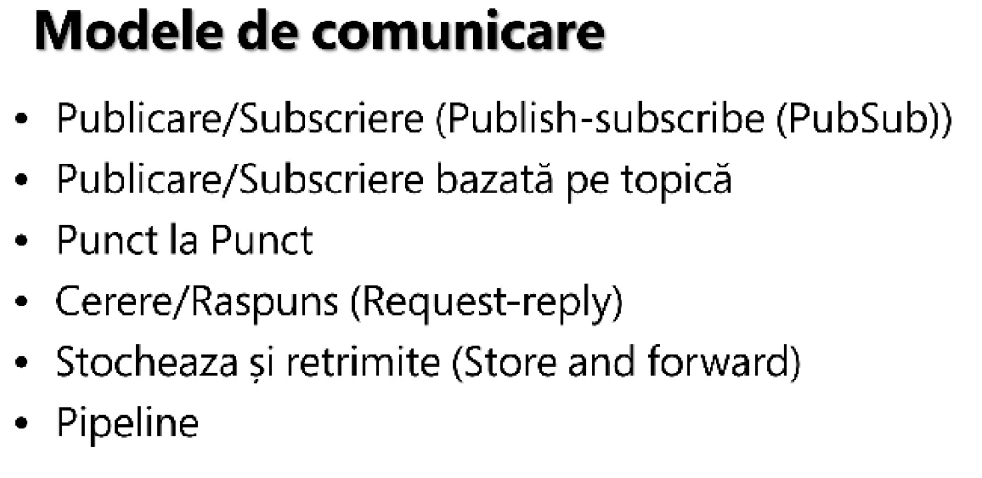 Modele de comunicare
• Publicare/Subscriere (Publish-subscribe (PubSub))
• Publicare/Subscriere bazată pe topică
• Punct la Punct
• Cerere/Raspuns (Request-reply)
• Stocheaza și retrimite (Store and forward)
• Pipeline